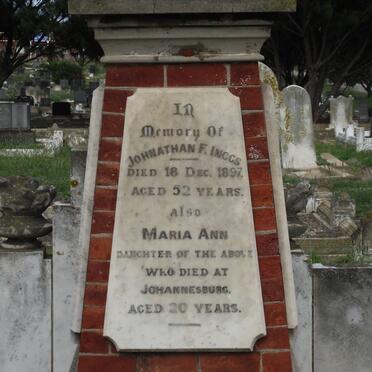 In
Memory Of
JOHNATHAN F. INGGS
DIED 18 DEC. 1897.
AGED 52 YEARS.
Also
MARIA ANN
DAUGHTER OF THE ABOVE
WHO DIED AT
JOHANNESBURG.
AGED 20 YEARS.